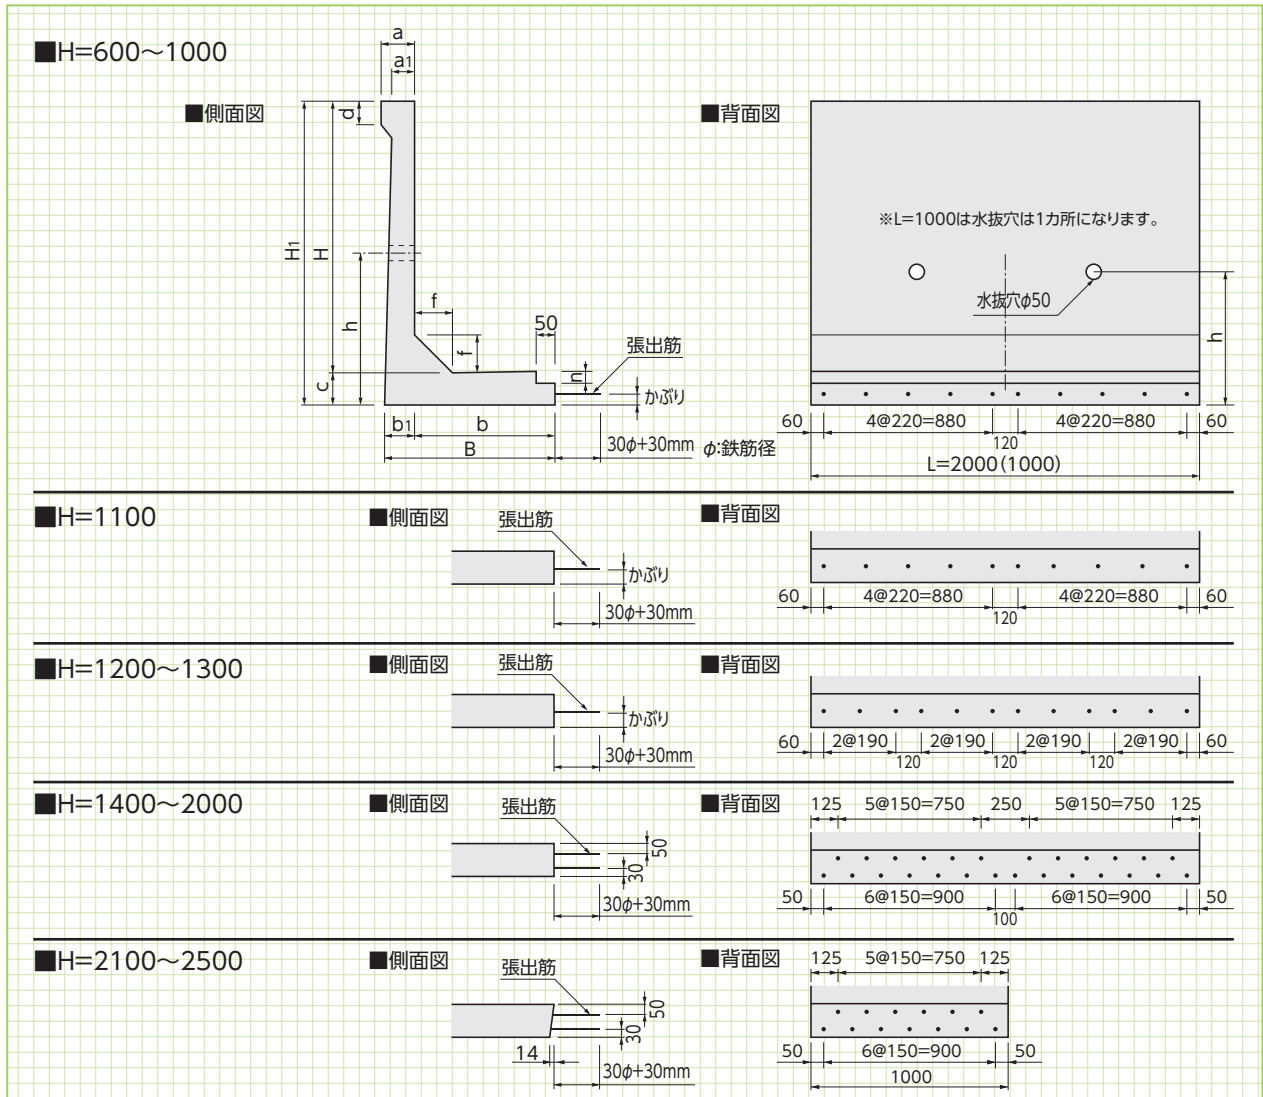 ■H=600～1000
■側面図
a
a1
d
H1
H
h
c
f
f
50
n
張出筋
かぶり
b1
b
B
30φ+30mm
φ:鉄筋径
■背面図
※L=1000は水抜穴は1カ所になります。
水抜穴φ50
h
60
4@220=880
120
4@220=880
60
L=2000(1000)
■H=1100
■側面図
張出筋
かぶり
30φ+30mm
■背面図
60
4@220=880
120
4@220=880
60
■H=1200～1300
■側面図
張出筋
かぶり
30φ+30mm
■背面図
60
2@190
120
2@190
120
2@190
120
2@190
60
■H=1400～2000
■側面図
張出筋
50
30
30φ+30mm
■背面図
125
5@150=750
250
5@150=750
125
50
6@150=900
100
6@150=900
50
■H=2100～2500
■側面図
張出筋
50
30
14
30φ+30mm
■背面図
125
5@150=750
125
50
6@150=900
50
1000